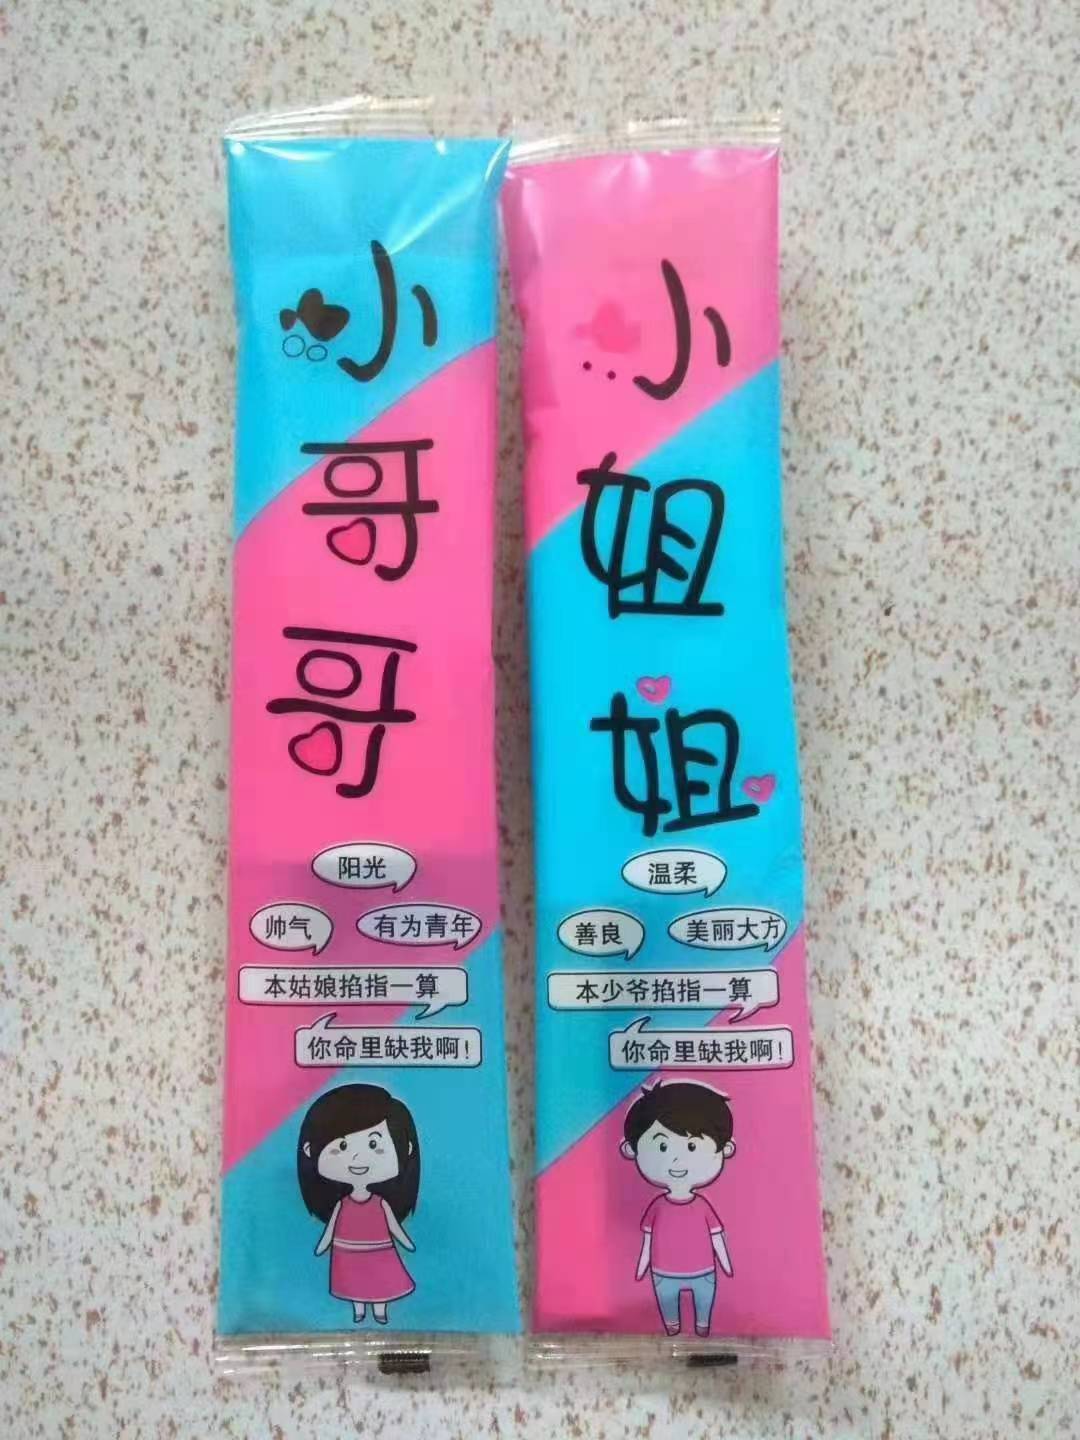 小哥哥
阳光
帅气
有为青年
本姑娘掐指一算
你命里缺我啊!
小姐姐
温柔
善良
美丽大方
本少爷掐指一算
你命里缺我啊!